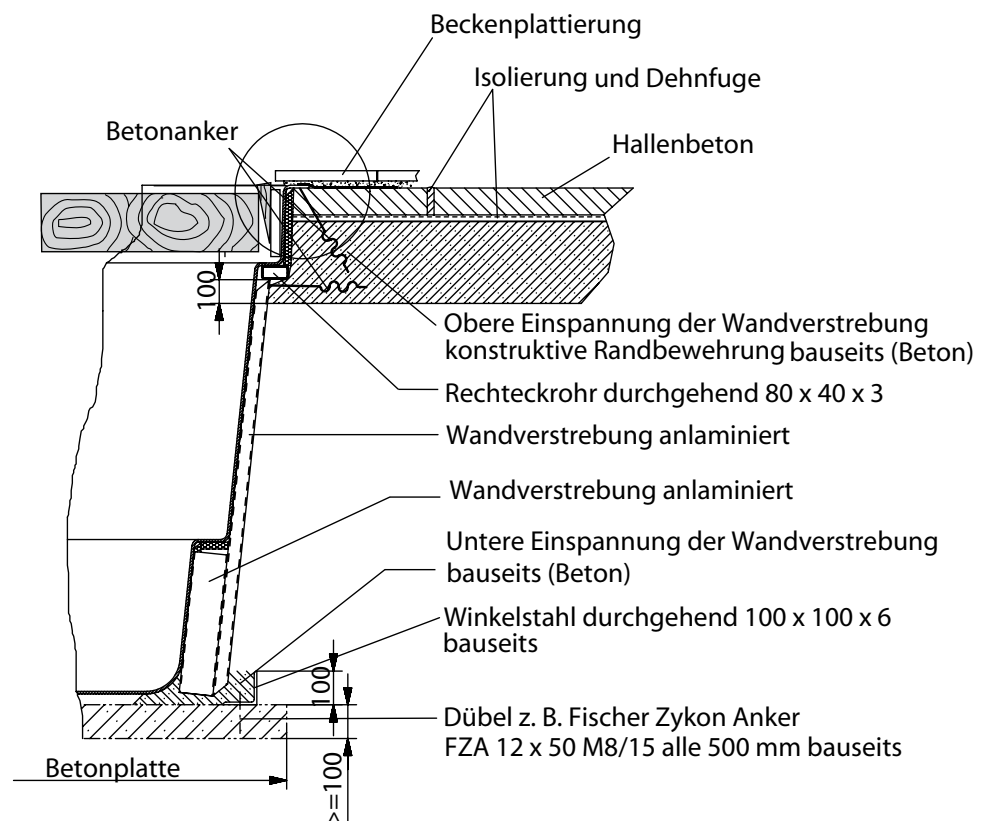 Beckenplattierung
Isolierung und Dehnfuge
Betonanker
Hallenbeton
100
Obere Einspannung der Wandverstrebung
konstruktive Randbewehrung bauseits (Beton)
Rechteckrohr durchgehend 80 x 40 x 3
Wandverstrebung anlaminiert
Wandverstrebung anlaminiert
Untere Einspannung der Wandverstrebung
bauseits (Beton)
Winkelstahl durchgehend 100 x 100 x 6
bauseits
100
Dübel z. B. Fischer Zykon Anker
FZA 12 x 50 M8/15 alle 500 mm bauseits
Betonplatte
>=100